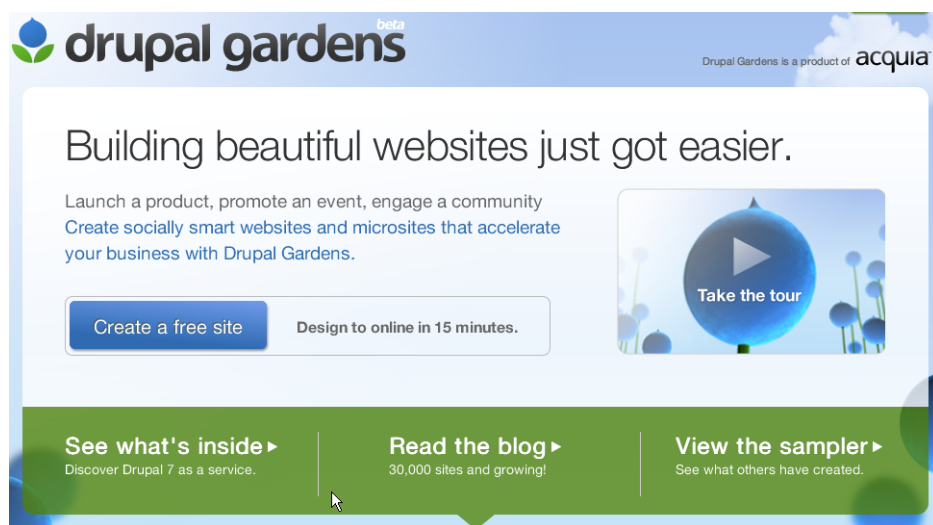 beta
drupal gardens
Drupal Gardens is a product of acquia
Building beautiful websites just got easier.
Launch a product, promote an event, engage a community
Create socially smart websites and microsites that accelerate
your business with Drupal Gardens.
Take the tour
Create a free site
Design to online in 15 minutes.
See what's inside
Discover Drupal 7 as a service.
Read the blog
30,000 sites and growing!
View the sampler
See what others have created.